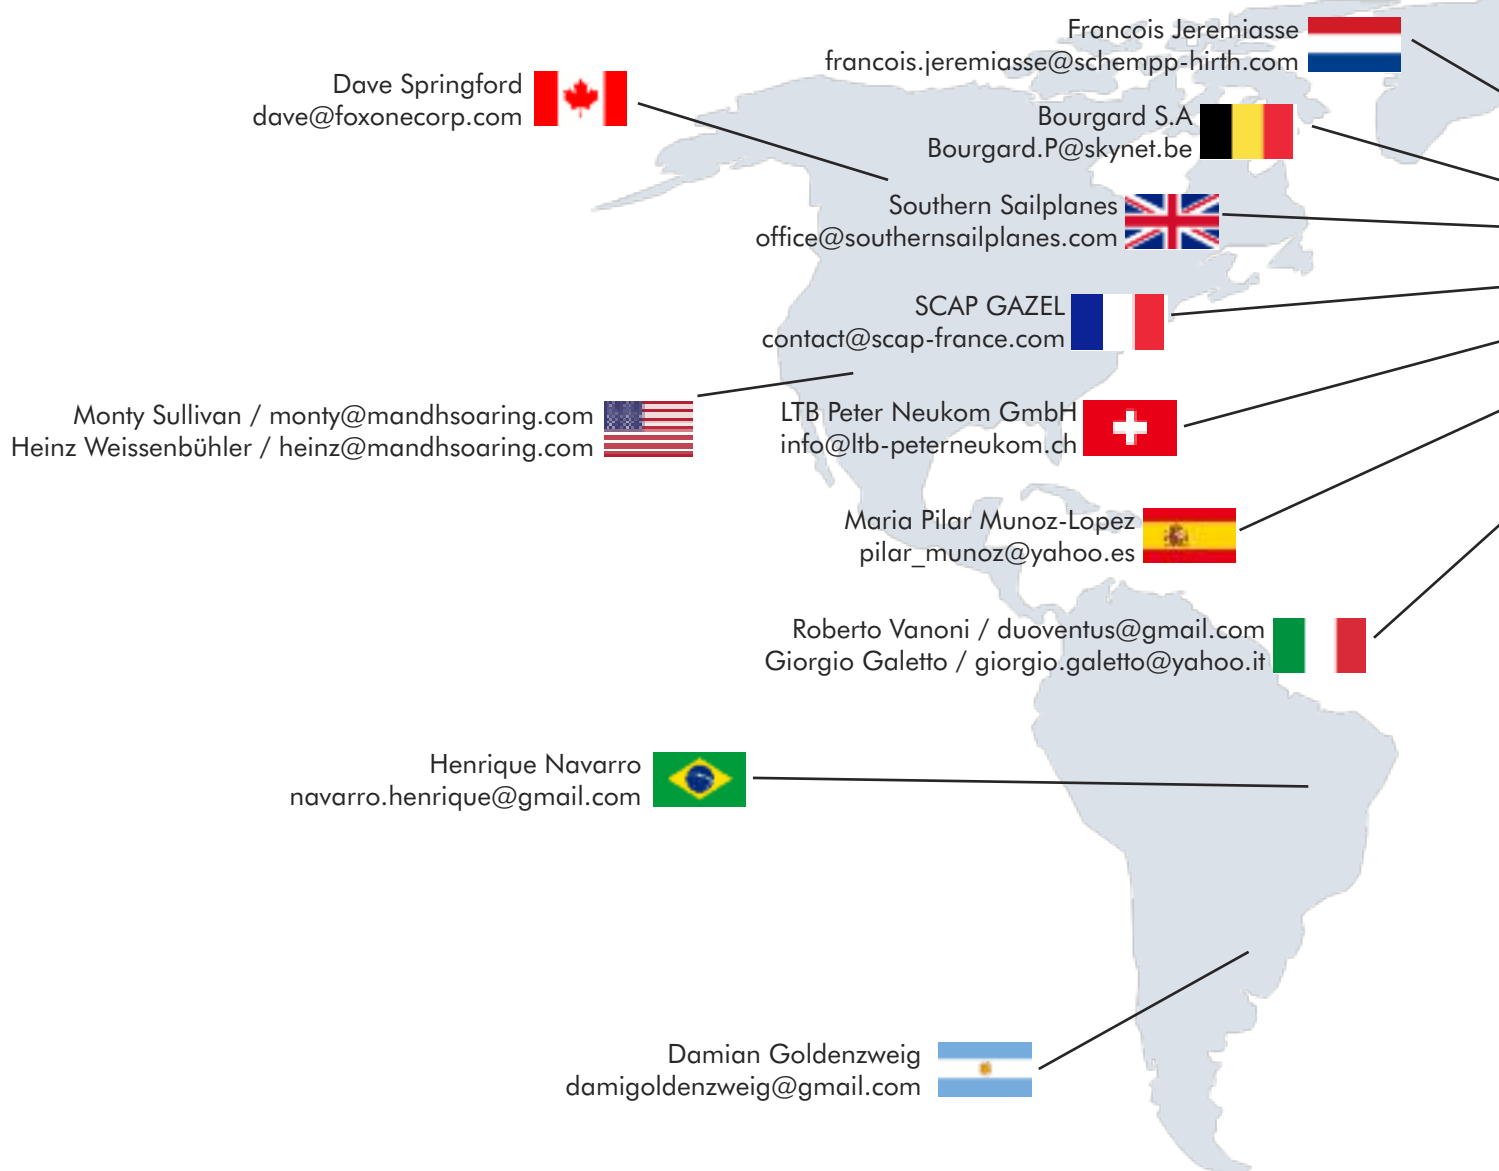 Francois Jeremiasse
francois.jeremiasse@schempp-hirth.com
Dave Springford
dave@foxonecorp.com
Bourgard S.A
Bourgard.P@skynet.be
Southern Sailplanes
office@southernsailplanes.com
SCAP GAZEL
contact@scap-france.com
Monty Sullivan / monty@mandhsoaring.com
Heinz Weissenbühler / heinz@mandhsoaring.com
LTB Peter Neukom GmbH
info@ltb-peterneukom.ch
Maria Pilar Munoz-Lopez
pilar_munoz@yahoo.es
Roberto Vanoni / duoventus@gmail.com
Giorgio Galetto / giorgio.galetto@yahoo.it
Henrique Navarro
navarro.henrique@gmail.com
Damian Goldenzweig
damigoldenzweig@gmail.com